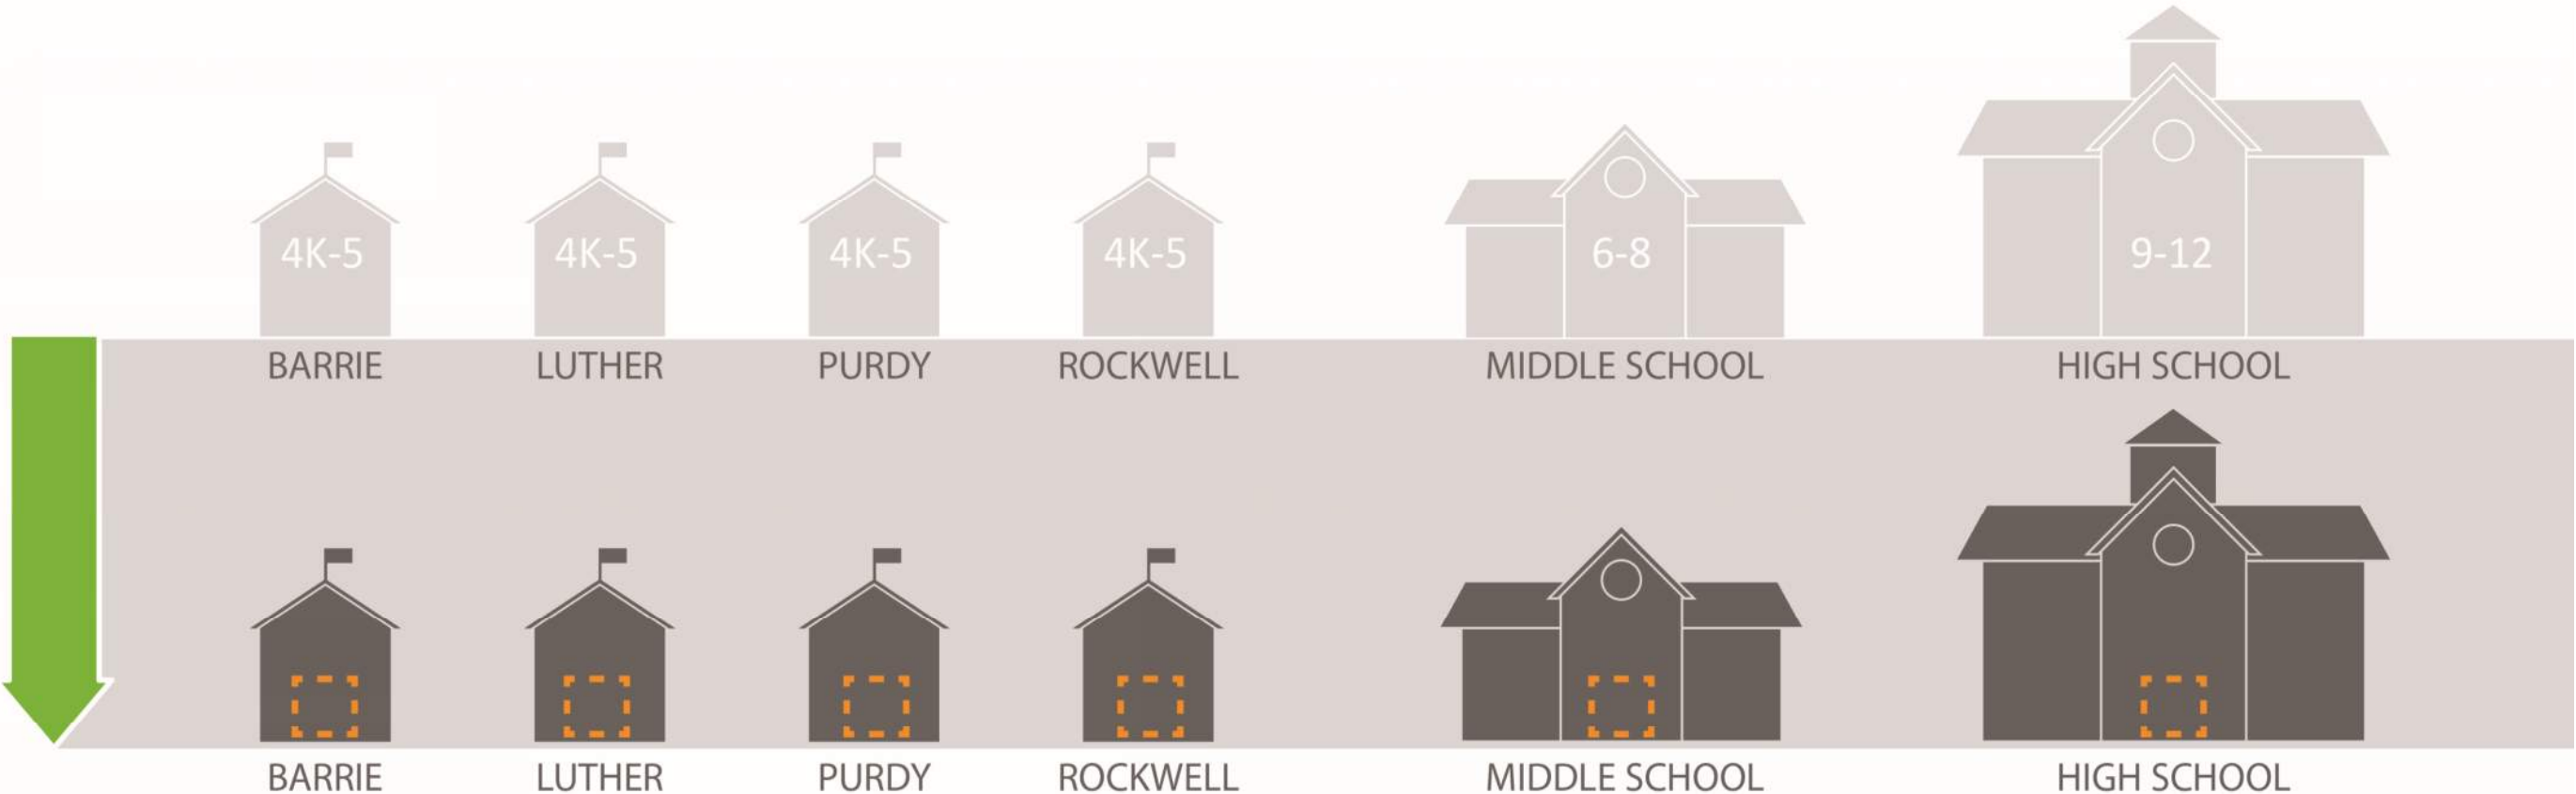 4K-5 4K-5 4K-5 4K-5 6-8 9-12
BARRIE LUTHER PURDY ROCKWELL MIDDLE SCHOOL HIGH SCHOOL
BARRIE LUTHER PURDY ROCKWELL MIDDLE SCHOOL HIGH SCHOOL